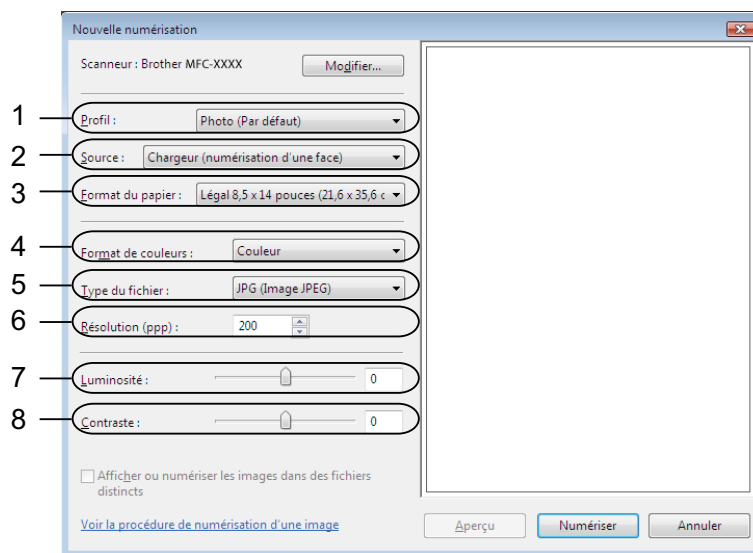 Nouvelle numérisation
Scanneur : Brother MFC-XXXX
Modifier...
1
Profil :
Photo (Par défaut)
2
Source :
Chargeur (numérisation d'une face)
3
Format du papier :
Légal 8,5 x 14 pouces (21,6 x 35,6 c
4
Format de couleurs :
Couleur
5
Type du fichier :
JPG (Image JPEG)
6
Résolution (ppp) :
200
7
Luminosité :
0
8
Contraste :
0
Afficher ou numériser les images dans des fichiers
distincts
Voir la procédure de numérisation d'une image
Aperçu
Numériser
Annuler